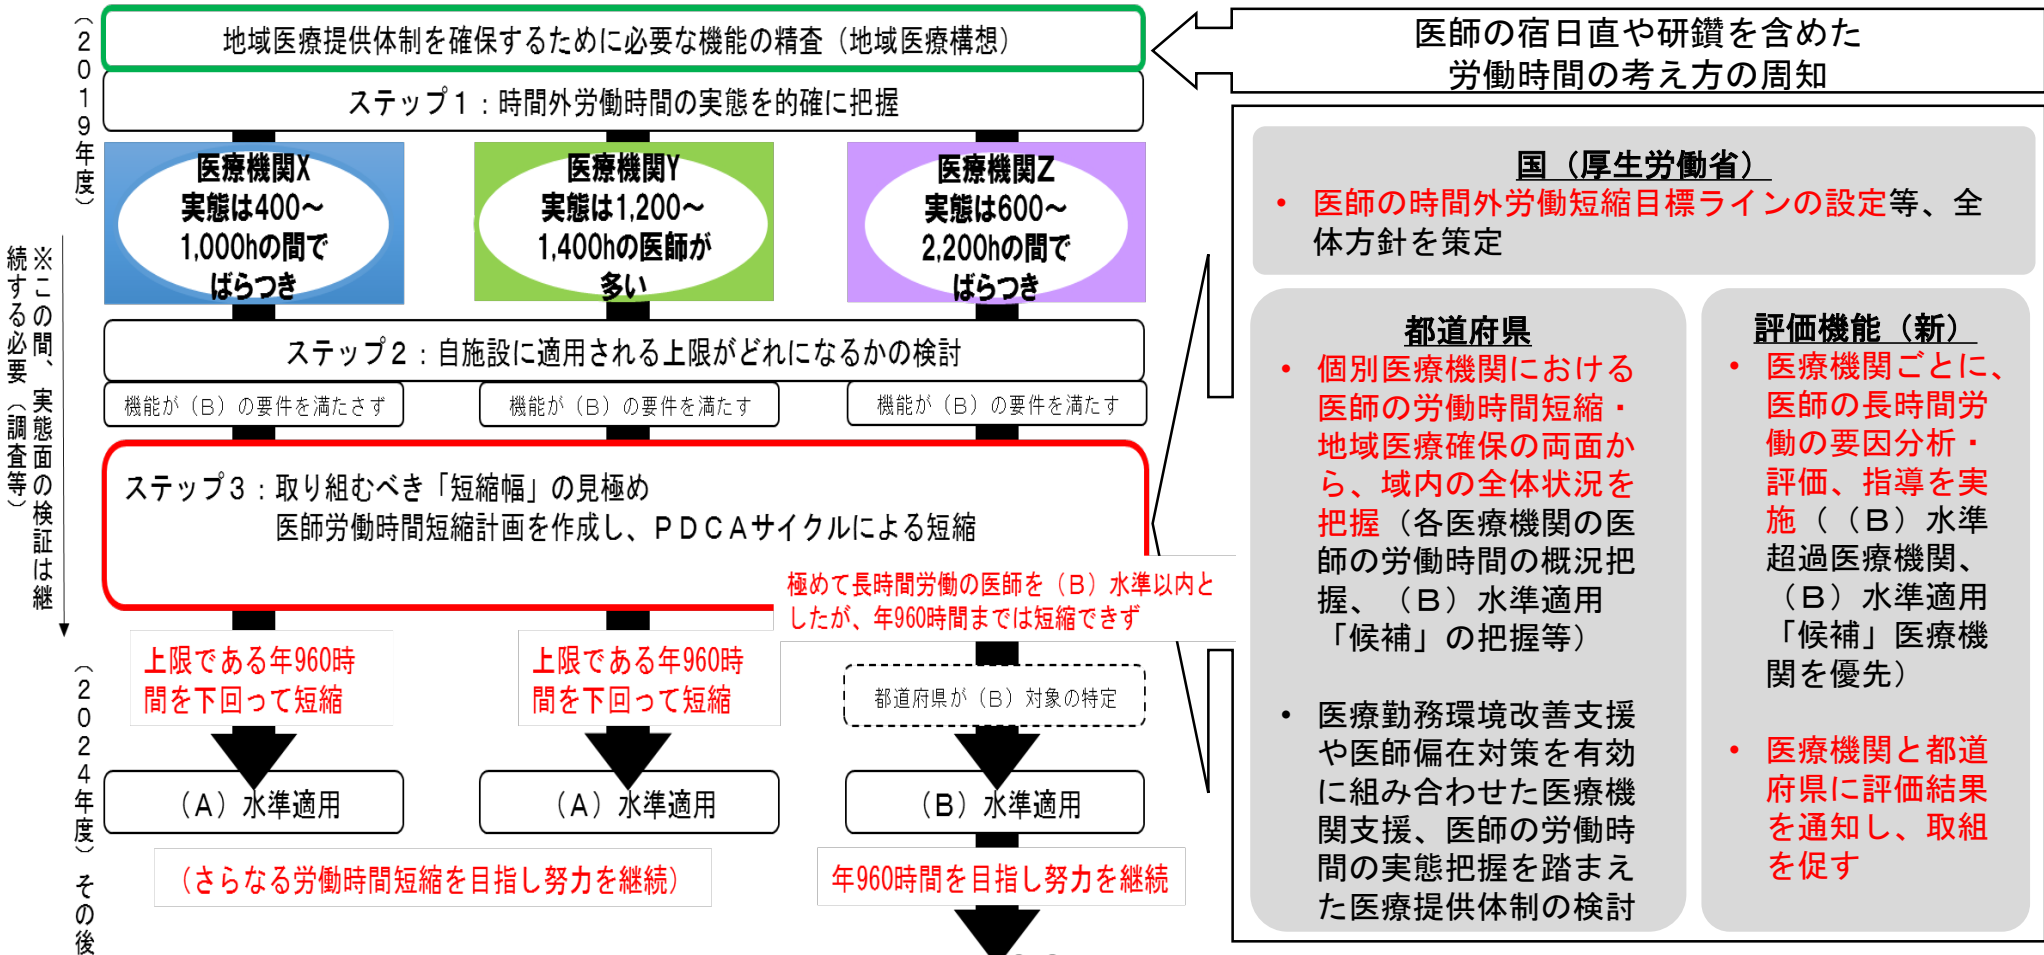 (2019年度)
※この間、実態面の検証は継
続する必要(調査等)
(2024年度)その後
地域医療提供体制を確保するために必要な機能の精査(地域医療構想)
ステップ1:時間外労働時間の実態を的確に把握
医療機関X
実態は400~
1,000hの間で
ばらつき
医療機関Y
実態は1,200~
1,400hの医師が
多い
医療機関Z
実態は600~
2,200hの間で
ばらつき
ステップ2:自施設に適用される上限がどれになるかの検討
機能が(B)の要件を満たさず
機能が(B)の要件を満たす
機能が(B)の要件を満たす
ステップ3:取り組むべき「短縮幅」の見極め
医師労働時間短縮計画を作成し、PDCAサイクルによる短縮
極めて長時間労働の医師を(B)水準以内と
したが、年960時間までは短縮できず
上限である年960時
間を下回って短縮
上限である年960時
間を下回って短縮
都道府県が(B)対象の特定
(A)水準適用
(A)水準適用
(B)水準適用
(さらなる労働時間短縮を目指し努力を継続)
年960時間を目指し努力を継続
医師の宿日直や研鑽を含めた
労働時間の考え方の周知
国(厚生労働省)
• 医師の時間外労働短縮目標ラインの設定等、全
体方針を策定
都道府県
• 個別医療機関における
医師の労働時間短縮・
地域医療確保の両面か
ら、域内の全体状況を
把握(各医療機関の医
師の労働時間の概況把
握、(B)水準適用
「候補」の把握等)
• 医療勤務環境改善支援
や医師偏在対策を有効
に組み合わせた医療機
関支援、医師の労働時
間の実態把握を踏まえ
た医療提供体制の検討
評価機能(新)
• 医療機関ごとに、
医師の長時間労
働の要因分析・
評価、指導を実
施((B)水準
超過医療機関、
(B)水準適用
「候補」医療機
関を優先)
• 医療機関と都道
府県に評価結果
を通知し、取組
を促す